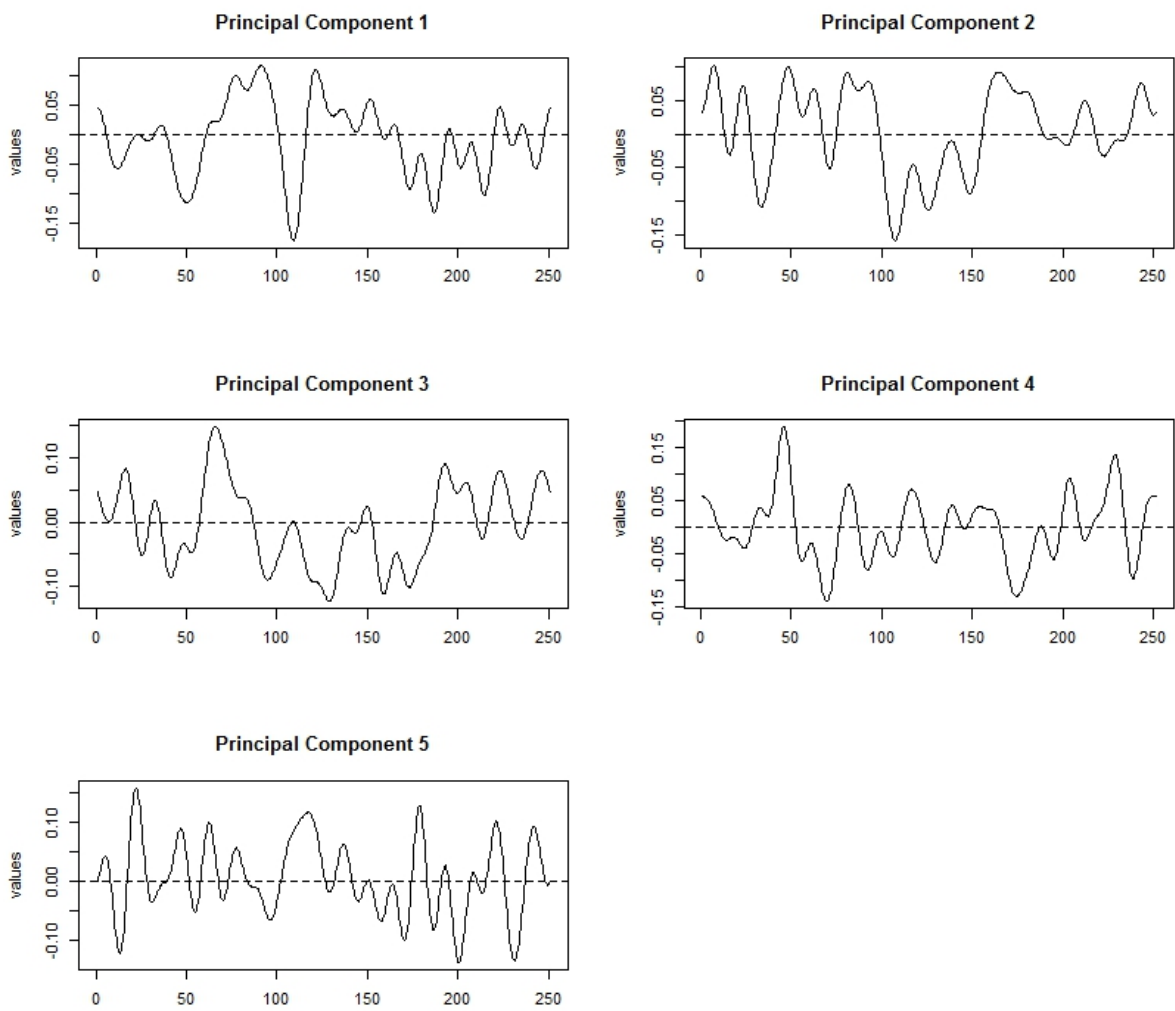 Principal Component 1
values
0.05
-0.05
-0.15
0 50 100 150 200 250
Principal Component 2
values
0.05
-0.05
-0.15
0 50 100 150 200 250
Principal Component 3
values
0.10
0.00
-0.10
0 50 100 150 200 250
Principal Component 4
values
0.15
0.05
-0.05
-0.15
0 50 100 150 200 250
Principal Component 5
values
0.10
0.00
-0.10
0 50 100 150 200 250